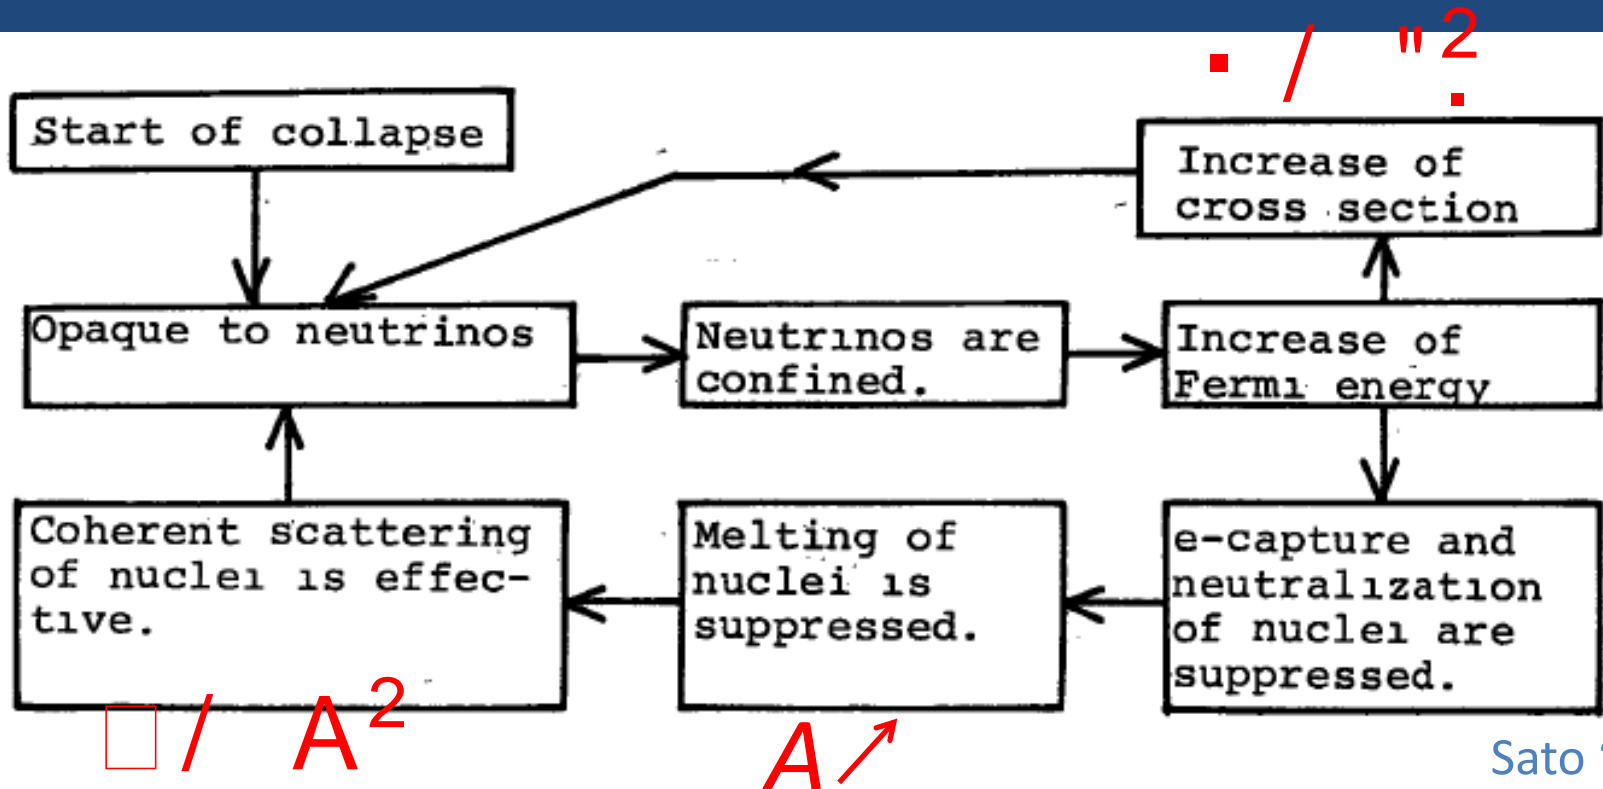 Start of collapse
Increase of
cross section
Opaque to neutrinos
Neutrinos are
confined.
Increase of
Fermi energy
Coherent scattering
of nuclei is effec-
tive.
Melting of
nuclei is
suppressed.
e-capture and
neutralization
of nuclei are
suppressed.
/ A²
A↗
Sato